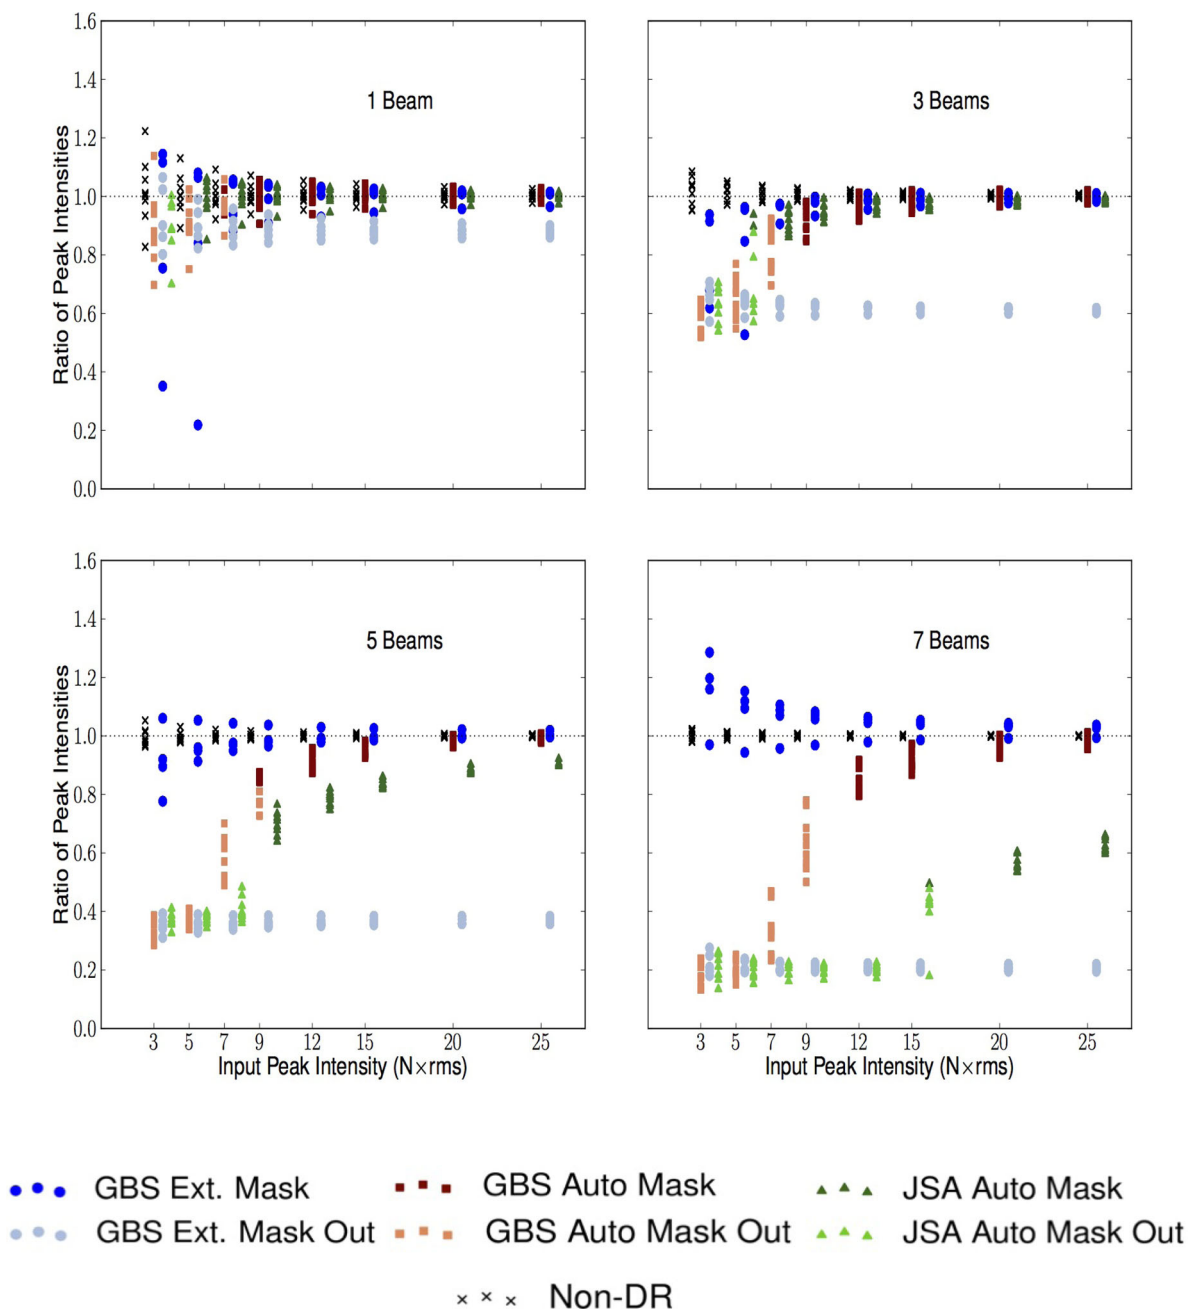 1.6
1.4
1.2
1.0
0.8
0.6
0.4
0.2
0.0
Ratio of Peak Intensities
1 Beam
3 Beams
1.6
1.4
1.2
1.0
0.8
0.6
0.4
0.2
0.0
Ratio of Peak Intensities
5 Beams
7 Beams
3 5 7 9 12 15 20 25
Input Peak Intensity (N×rms)
3 5 7 9 12 15 20 25
Input Peak Intensity (N×rms)
GBS Ext. Mask
GBS Auto Mask
JSA Auto Mask
GBS Ext. Mask Out
GBS Auto Mask Out
JSA Auto Mask Out
Non-DR